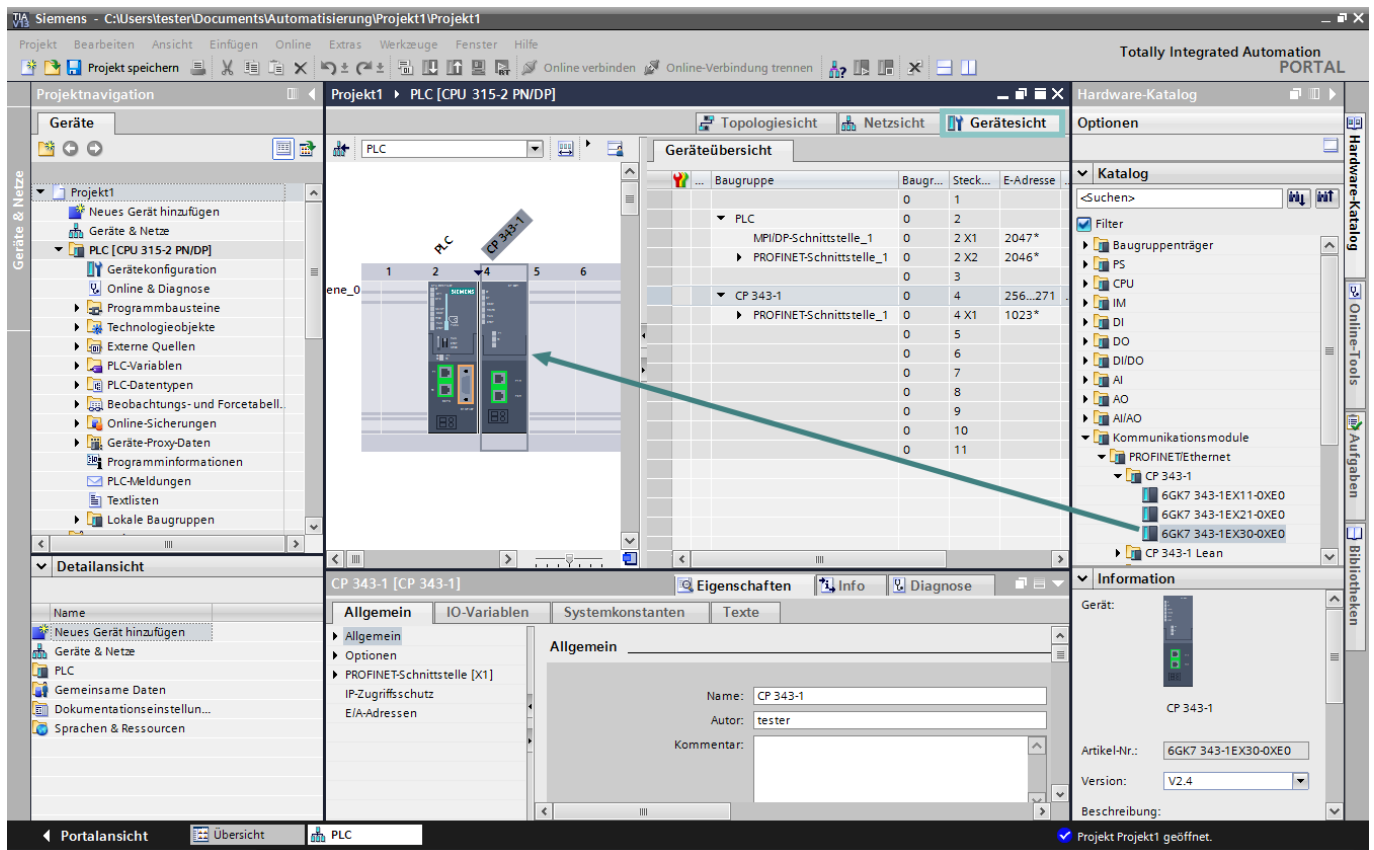 Siemens - C:\Users\tester\Documents\Automatisierung\Projekt1\Projekt1
Projekt Bearbeiten Ansicht Einfügen Online Extras Werkzeuge Fenster Hilfe
Projekt speichern
Online verbinden
Online-Verbindung trennen
Totally Integrated Automation
PORTAL
Projektnavigation
Geräte
Geräte & Netze
Projekt1
Neues Gerät hinzufügen
Geräte & Netze
PLC [CPU 315-2 PN/DP]
Gerätekonfiguration
Online & Diagnose
Programmbausteine
Technologieobjekte
Externe Quellen
PLC-Variablen
PLC-Datentypen
Beobachtungs- und Forcetabell..
Online-Sicherungen
Geräte-Proxy-Daten
Programminformationen
PLC-Meldungen
Textlisten
Lokale Baugruppen
Detailansicht
Name
Neues Gerät hinzufügen
Geräte & Netze
PLC
Gemeinsame Daten
Dokumentationseinstellun...
Sprachen & Ressourcen
Projekt1 PLC [CPU 315-2 PN/DP]
Topologiesicht Netzsicht Gerätesicht
PLC
PLC
CP 343-1
1 2 4 5 6
ene_0
SIEMENS
Geräteübersicht
... Baugruppe Baugr... Steck... E-Adresse
0 1
PLC 0 2
MPI/DP-Schnittstelle_1 0 2 X1 2047*
PROFINET-Schnittstelle_1 0 2 X2 2046*
0 3
CP 343-1 0 4 256...271
PROFINET-Schnittstelle_1 0 4 X1 1023*
0 5
0 6
0 7
0 8
0 9
0 10
0 11
CP 343-1 [CP 343-1]
Eigenschaften Info Diagnose
Allgemein IO-Variablen Systemkonstanten Texte
Allgemein
Optionen
PROFINET-Schnittstelle [X1]
IP-Zugriffsschutz
E/A-Adressen
Allgemein
Name: CP 343-1
Autor: tester
Kommentar:
Hardware-Katalog
Optionen
Katalog
<Suchen>
Filter
Baugruppenträger
PS
CPU
IM
DI
DO
DI/DO
AI
AO
AI/AO
Kommunikationsmodule
PROFINET/Ethernet
CP 343-1
6GK7 343-1EX11-0XE0
6GK7 343-1EX21-0XE0
6GK7 343-1EX30-0XE0
CP 343-1 Lean
Information
Gerät:
CP 343-1
Artikel-Nr.: 6GK7 343-1EX30-0XE0
Version: V2.4
Beschreibung:
Hardware-Katalog
Online-Tools
Aufgaben
Bibliotheken
Portalansicht Übersicht PLC
Projekt Projekt1 geöffnet.